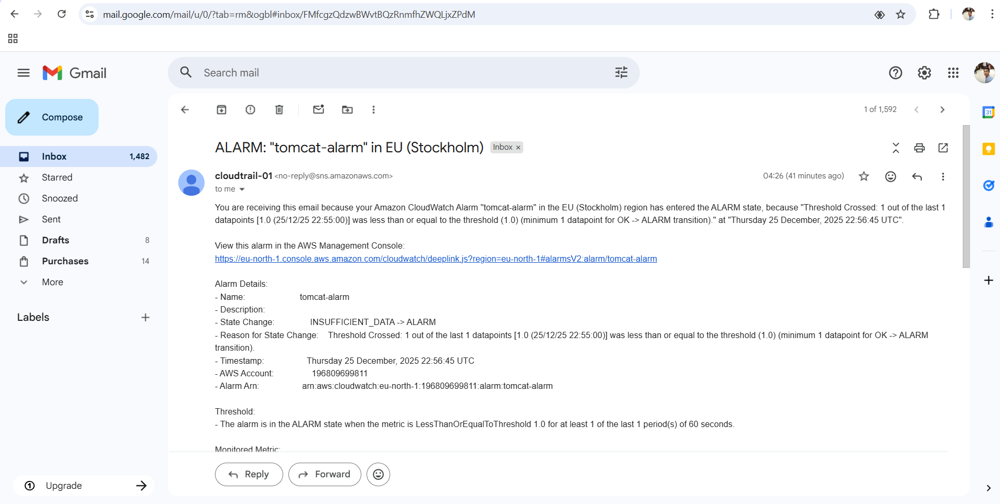 mail.google.com/mail/u/0/?tab=rm&ogbl#inbox/FMfcgzQdzwBWvtBQzRnmfhZWQLjxZPdM
Gmail
Search mail
Compose
Inbox 1,482
Starred
Snoozed
Sent
Drafts 8
Purchases 14
More
Labels
Upgrade
1 of 1,592
ALARM: "tomcat-alarm" in EU (Stockholm) Inbox ×
cloudtrail-01 <no-reply@sns.amazonaws.com> 04:26 (41 minutes ago)
to me
You are receiving this email because your Amazon CloudWatch Alarm "tomcat-alarm" in the EU (Stockholm) region has entered the ALARM state, because "Threshold Crossed: 1 out of the last 1
datapoints [1.0 (25/12/25 22:55:00)] was less than or equal to the threshold (1.0) (minimum 1 datapoint for OK -> ALARM transition)." at "Thursday 25 December, 2025 22:56:45 UTC".
View this alarm in the AWS Management Console:
https://eu-north-1.console.aws.amazon.com/cloudwatch/deeplink.js?region=eu-north-1#alarmsV2:alarm/tomcat-alarm
Alarm Details:
- Name: tomcat-alarm
- Description:
- State Change: INSUFFICIENT_DATA -> ALARM
- Reason for State Change: Threshold Crossed: 1 out of the last 1 datapoints [1.0 (25/12/25 22:55:00)] was less than or equal to the threshold (1.0) (minimum 1 datapoint for OK -> ALARM
transition).
- Timestamp: Thursday 25 December, 2025 22:56:45 UTC
- AWS Account: 196809699811
- Alarm Arn: arn:aws:cloudwatch:eu-north-1:196809699811:alarm:tomcat-alarm
Threshold:
- The alarm is in the ALARM state when the metric is LessThanOrEqualToThreshold 1.0 for at least 1 of the last 1 period(s) of 60 seconds.
Monitored Metric:
Reply
Forward
31